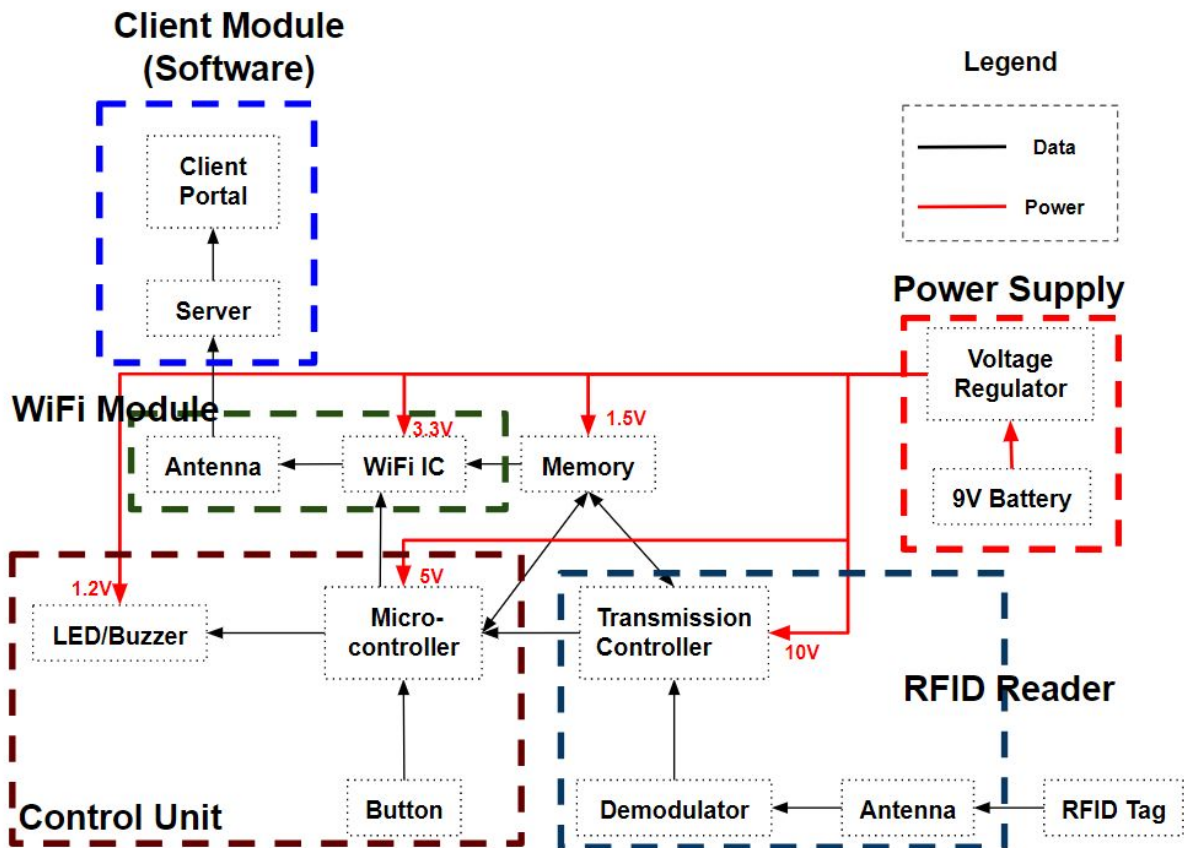 Client Module
(Software)
Legend
Client
Portal
Data
Power
Server
Power Supply
Voltage
Regulator
WiFi Module
3.3V
1.5V
Antenna
WiFi IC
Memory
9V Battery
1.2V
5V
LED/Buzzer
Micro-
controller
Transmission
Controller
10V
RFID Reader
Control Unit
Button
Demodulator
Antenna
RFID Tag